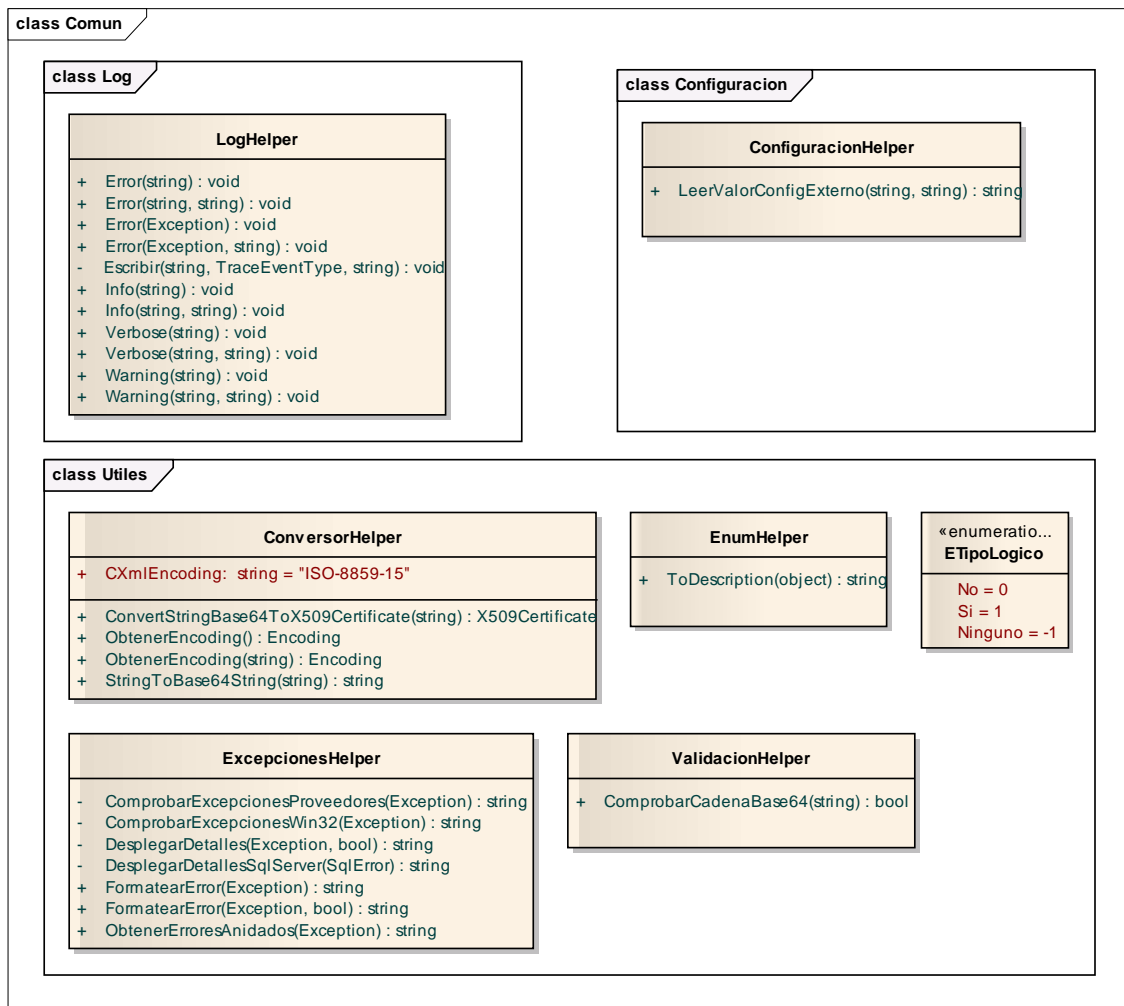 class Comun
class Log
LogHelper
+ Error(string) : void
+ Error(string, string) : void
+ Error(Exception) : void
+ Error(Exception, string) : void
- Escribir(string, TraceEventType, string) : void
+ Info(string) : void
+ Info(string, string) : void
+ Verbose(string) : void
+ Verbose(string, string) : void
+ Warning(string) : void
+ Warning(string, string) : void
class Configuracion
ConfiguracionHelper
+ LeerValorConfigExterno(string, string) : string
class Utiles
ConversorHelper
+ CXmlEncoding: string = "ISO-8859-15"
+ ConvertStringBase64ToX509Certificate(string) : X509Certificate
+ ObtenerEncoding() : Encoding
+ ObtenerEncoding(string) : Encoding
+ StringToBase64String(string) : string
EnumHelper
+ ToDescription(object) : string
«enumeratio...
ETipoLogico
No = 0
Si = 1
Ninguno = -1
ExcepcionesHelper
- ComprobarExcepcionesProveedores(Exception) : string
- ComprobarExcepcionesWin32(Exception) : string
- DesplegarDetalles(Exception, bool) : string
- DesplegarDetallesSqlServer(SqlError) : string
+ FormatearError(Exception) : string
+ FormatearError(Exception, bool) : string
+ ObtenerErroresAnidados(Exception) : string
ValidacionHelper
+ ComprobarCadenaBase64(string) : bool